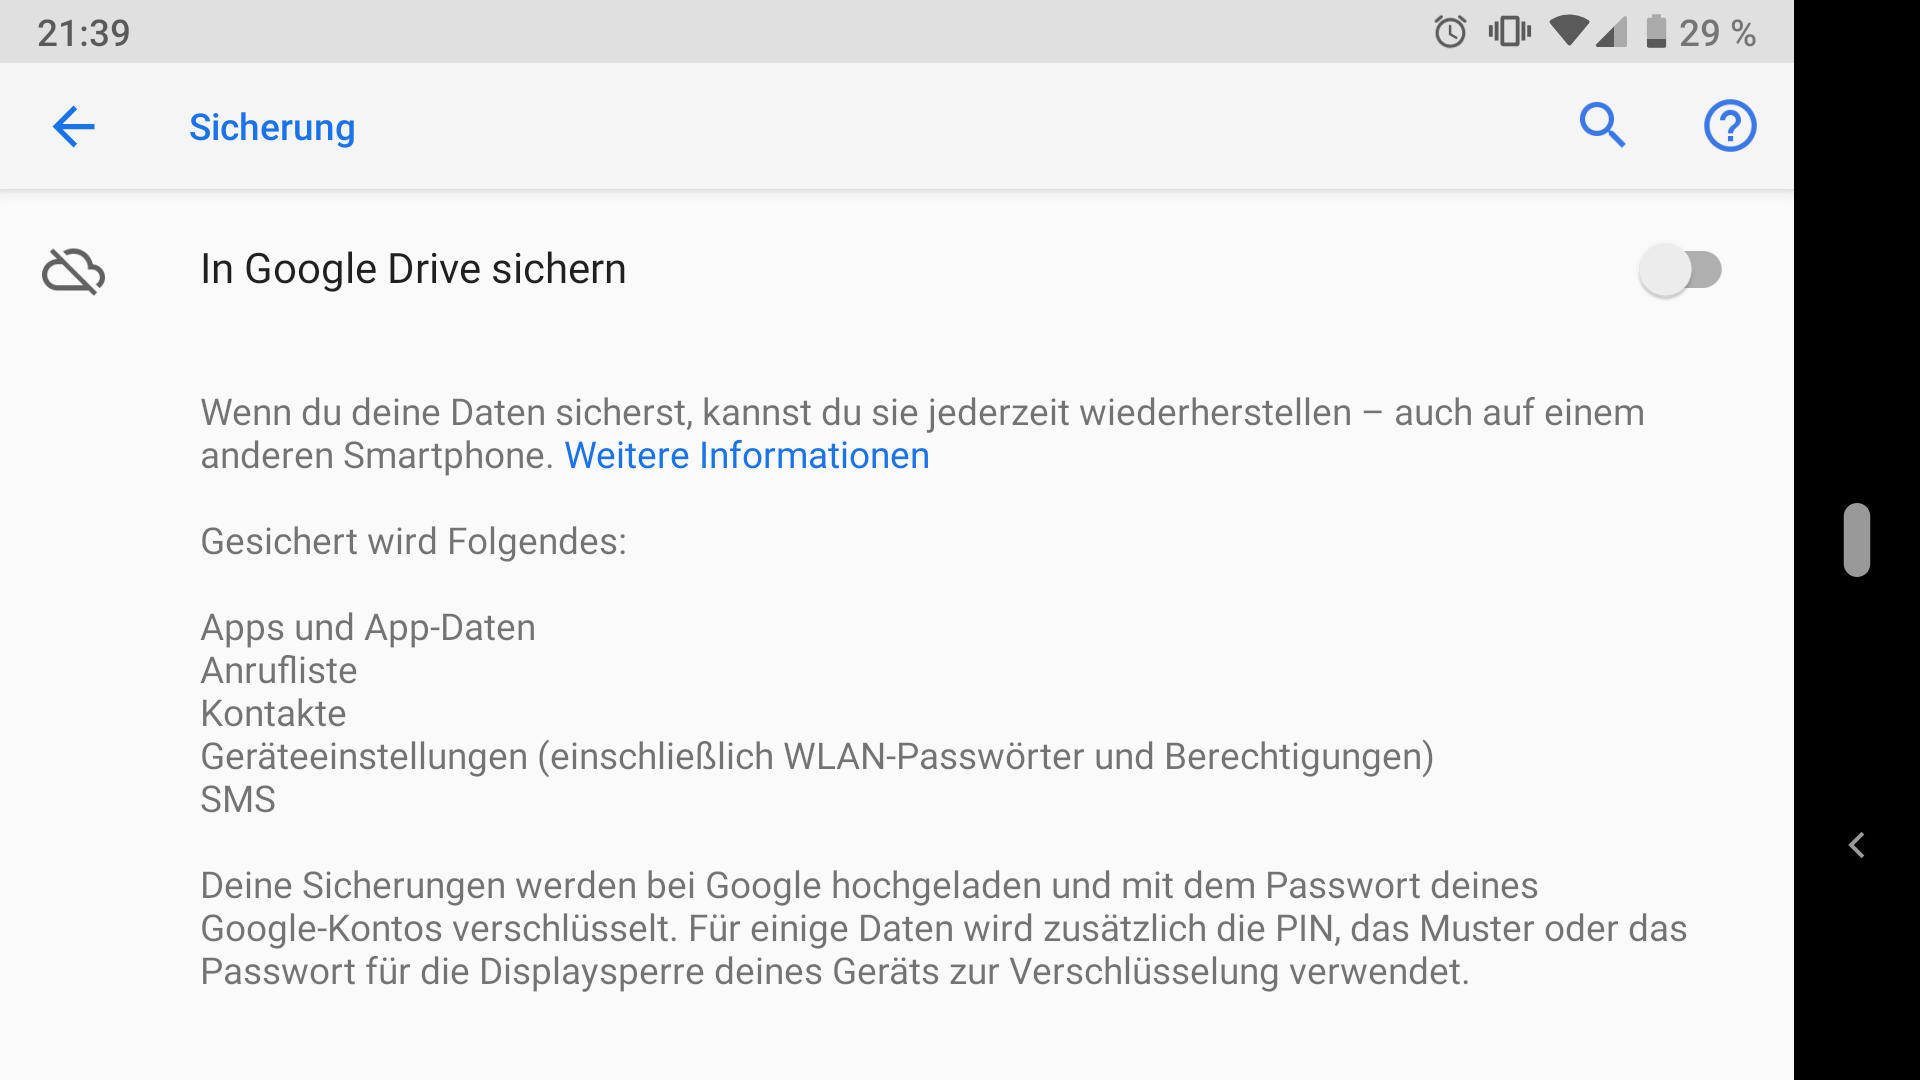 21:39
29 %
Sicherung
In Google Drive sichern
Wenn du deine Daten sicherst, kannst du sie jederzeit wiederherstellen – auch auf einem
anderen Smartphone. Weitere Informationen
Gesichert wird Folgendes:
Apps und App-Daten
Anrufliste
Kontakte
Geräteeinstellungen (einschließlich WLAN-Passwörter und Berechtigungen)
SMS
Deine Sicherungen werden bei Google hochgeladen und mit dem Passwort deines
Google-Kontos verschlüsselt. Für einige Daten wird zusätzlich die PIN, das Muster oder das
Passwort für die Displaysperre deines Geräts zur Verschlüsselung verwendet.